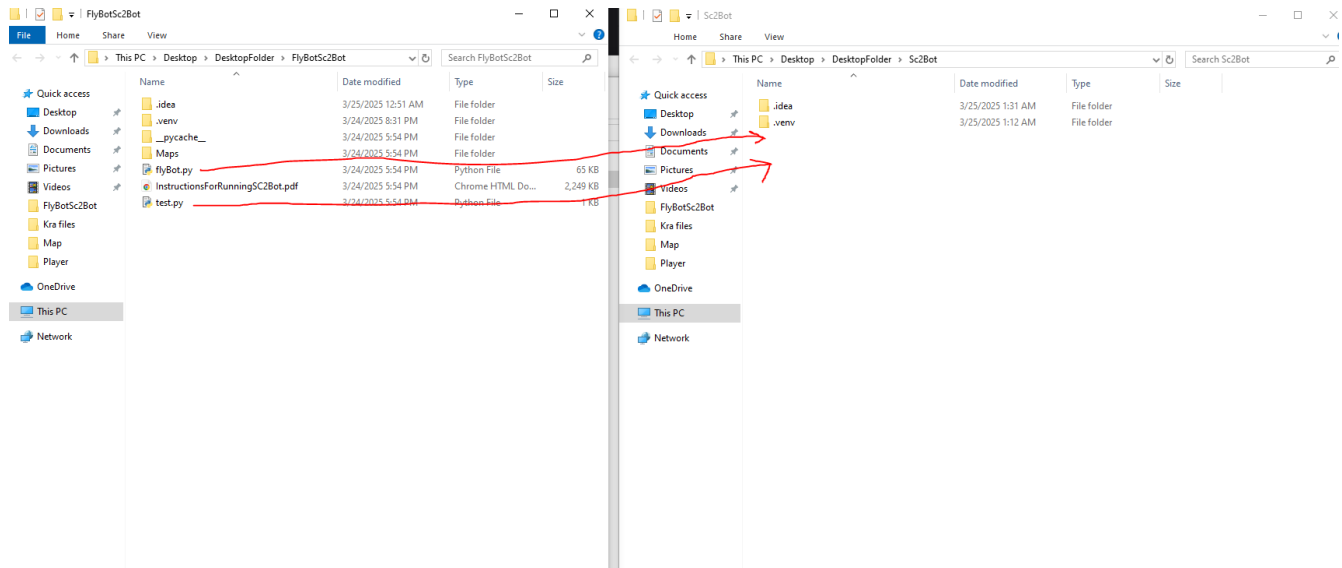 FlyBotSc2Bot
File Home Share View
This PC Desktop DesktopFolder FlyBotSc2Bot
Search FlyBotSc2Bot
Name Date modified Type Size
Quick access
Desktop
Downloads
Documents
Pictures
Videos
FlyBotSc2Bot
Kra files
Map
Player
OneDrive
This PC
Network
.idea 3/25/2025 12:51 AM File folder
.venv 3/24/2025 8:31 PM File folder
__pycache__ 3/24/2025 5:54 PM File folder
Maps 3/24/2025 5:54 PM File folder
flyBot.py 3/24/2025 5:54 PM Python File 65 KB
InstructionsForRunningSC2Bot.pdf 3/24/2025 5:54 PM Chrome HTML Do... 2,249 KB
test.py 3/24/2025 5:54 PM Python File 1 KB
Sc2Bot
Home Share View
This PC Desktop DesktopFolder Sc2Bot
Search Sc2Bot
Name Date modified Type Size
Quick access
Desktop
Downloads
Documents
Pictures
Videos
FlyBotSc2Bot
Kra files
Map
Player
OneDrive
This PC
Network
.idea 3/25/2025 1:31 AM File folder
.venv 3/25/2025 1:12 AM File folder